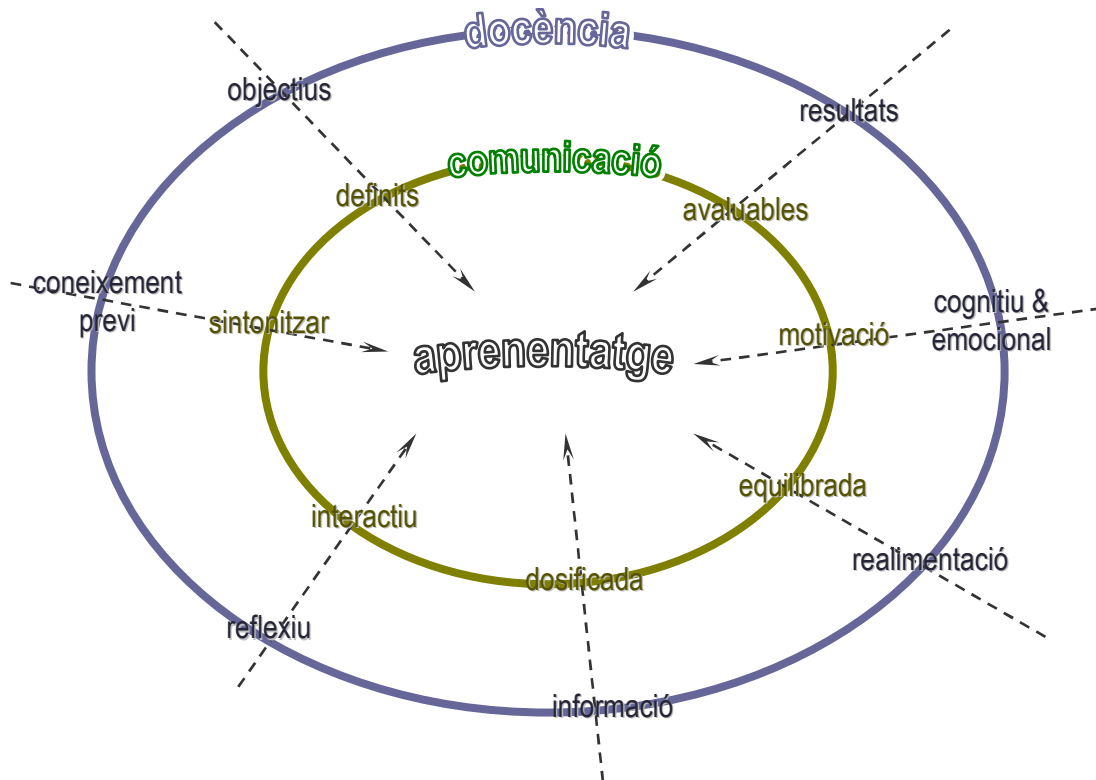 docència
objectius
resultats
comunicació
definits
avaluables
coneixement
previ
sintonitzar
cognitiu &
emocional
motivació
aprenentatge
equilibrada
interactiu
realimentació
dosificada
reflexiu
informació